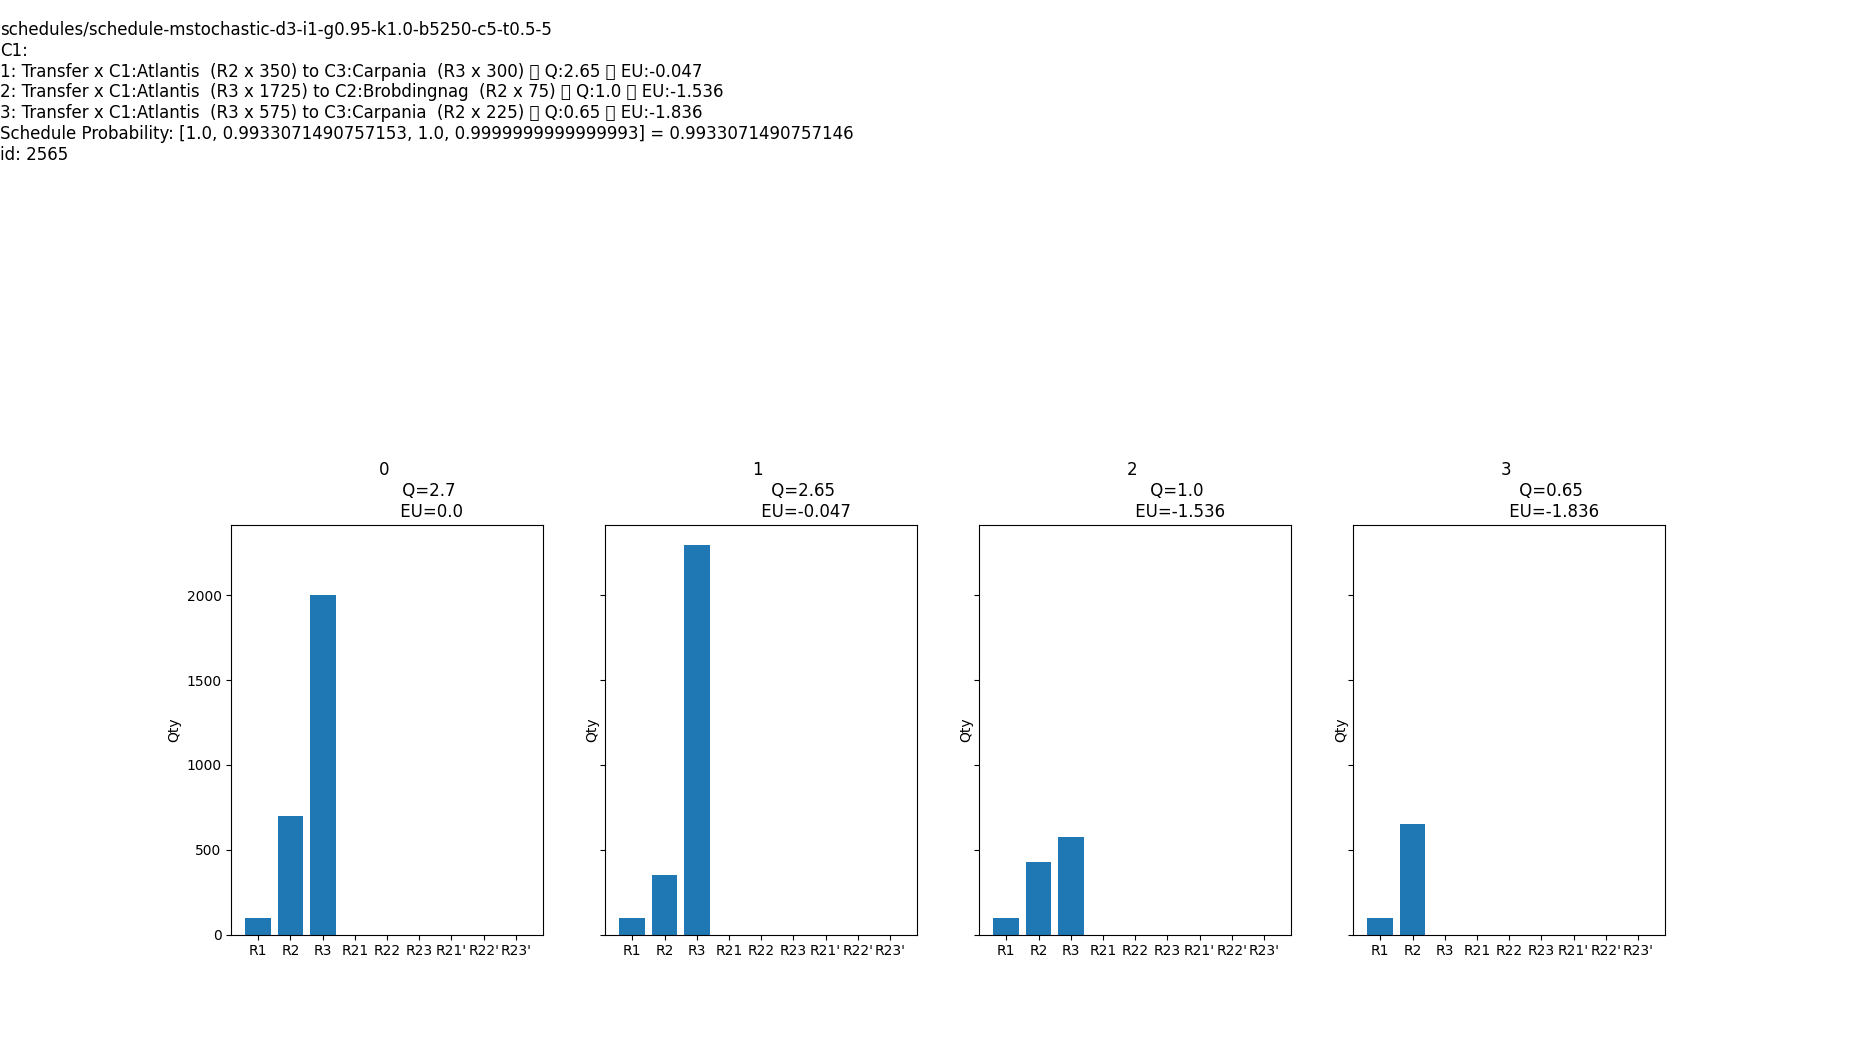 schedules/schedule-mstochastic-d3-i1-g0.95-k1.0-b5250-c5-t0.5-5
C1:
1: Transfer x C1:Atlantis  (R2 x 350) to C3:Carpania  (R3 x 300) ▯ Q:2.65 ▯ EU:-0.047
2: Transfer x C1:Atlantis  (R3 x 1725) to C2:Brobdingnag  (R2 x 75) ▯ Q:1.0 ▯ EU:-1.536
3: Transfer x C1:Atlantis  (R3 x 575) to C3:Carpania  (R2 x 225) ▯ Q:0.65 ▯ EU:-1.836
Schedule Probability: [1.0, 0.9933071490757153, 1.0, 0.9999999999999993] = 0.9933071490757146
id: 2565
0
Q=2.7
EU=0.0
Qty
2000
1500
1000
500
0
R1 R2 R3 R21 R22 R23 R21' R22' R23'
1
Q=2.65
EU=-0.047
Qty
R1 R2 R3 R21 R22 R23 R21' R22' R23'
2
Q=1.0
EU=-1.536
Qty
R1 R2 R3 R21 R22 R23 R21' R22' R23'
3
Q=0.65
EU=-1.836
Qty
R1 R2 R3 R21 R22 R23 R21' R22' R23'